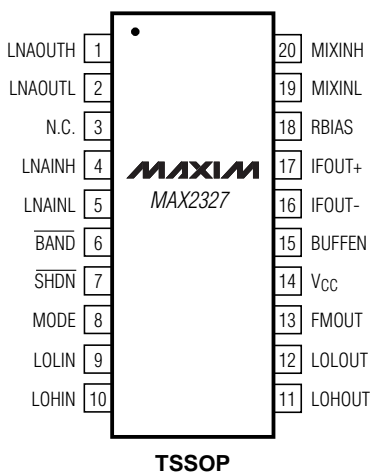 LNAOUTH 1
LNAOUTL 2
N.C. 3
LNAINH 4
LNAINL 5
BAND 6
SHDN 7
MODE 8
LOLIN 9
LOHIN 10
MAXIM
MAX2327
20 MIXINH
19 MIXINL
18 RBIAS
17 IFOUT+
16 IFOUT-
15 BUFFEN
14 VCC
13 FMOUT
12 LOLOUT
11 LOHOUT
TSSOP